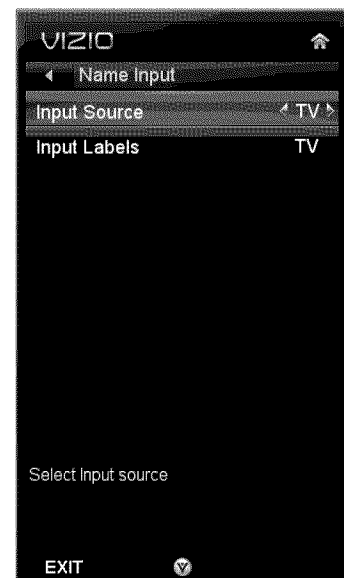 VIZIO
Name Input
Input Source TV
Input Labels TV
Select Input source
EXIT V